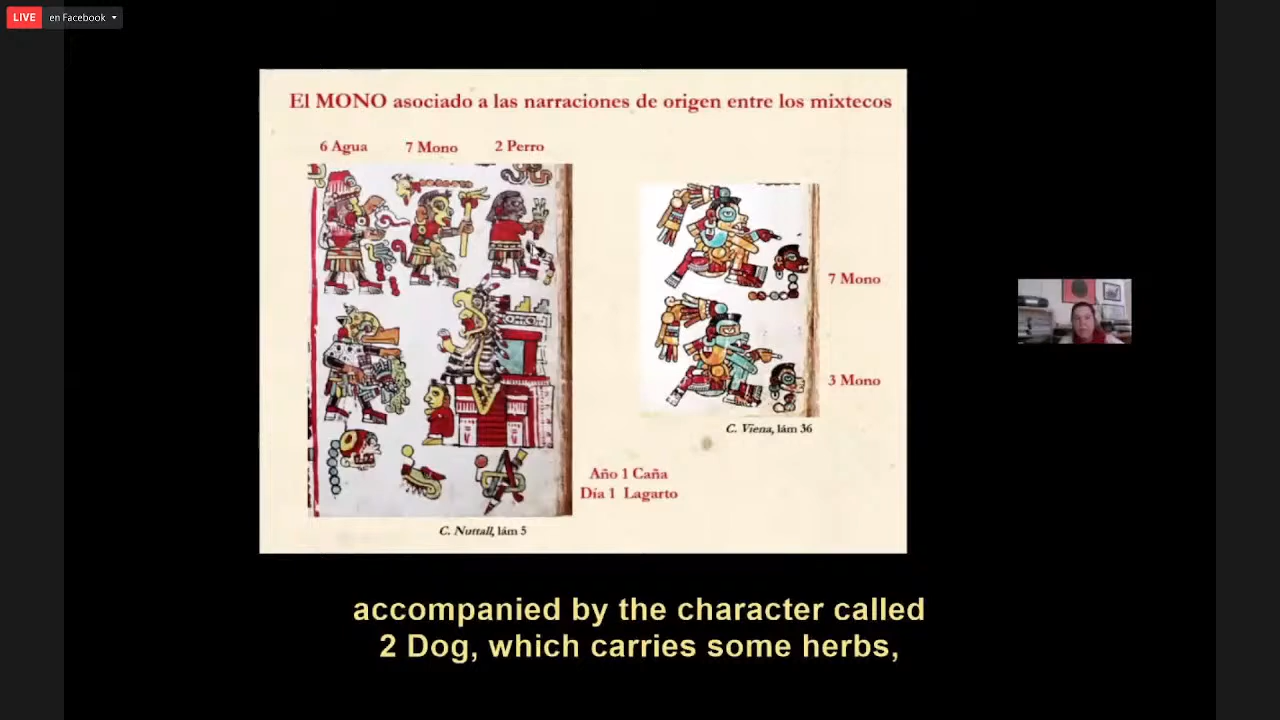 LIVE en Facebook
El MONO asociado a las narraciones de origen entre los mixtecos
6 Agua 7 Mono 2 Perro
7 Mono
3 Mono
C. Viena, lám 36
Año 1 Caña
Día 1 Lagarto
C. Nuttall, lám 5
accompanied by the character called
2 Dog, which carries some herbs,